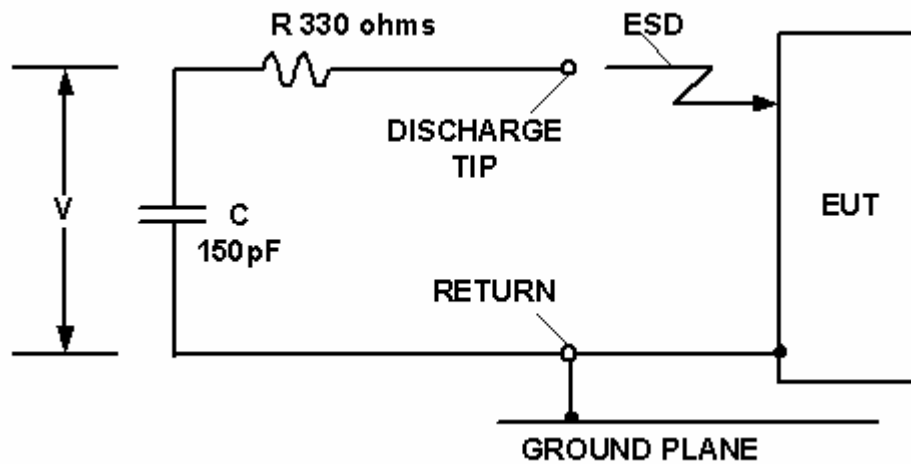 R 330 ohms
ESD
DISCHARGE
TIP
V
C
150pF
EUT
RETURN
GROUND PLANE